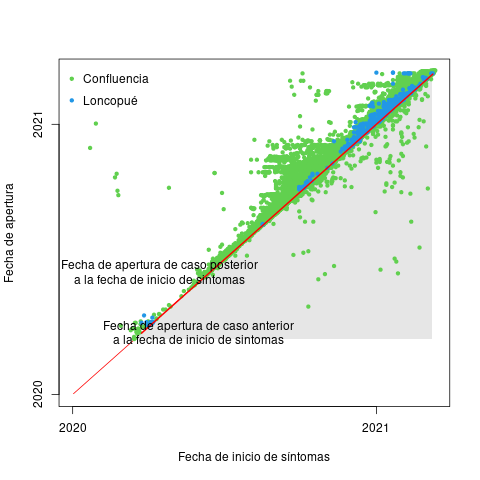 Confluencia
Loncopué
2021
Fecha de apertura
Fecha de apertura de caso posterior
a la fecha de inicio de síntomas
Fecha de apertura de caso anterior
a la fecha de inicio de síntomas
2020
2020
2021
Fecha de inicio de síntomas